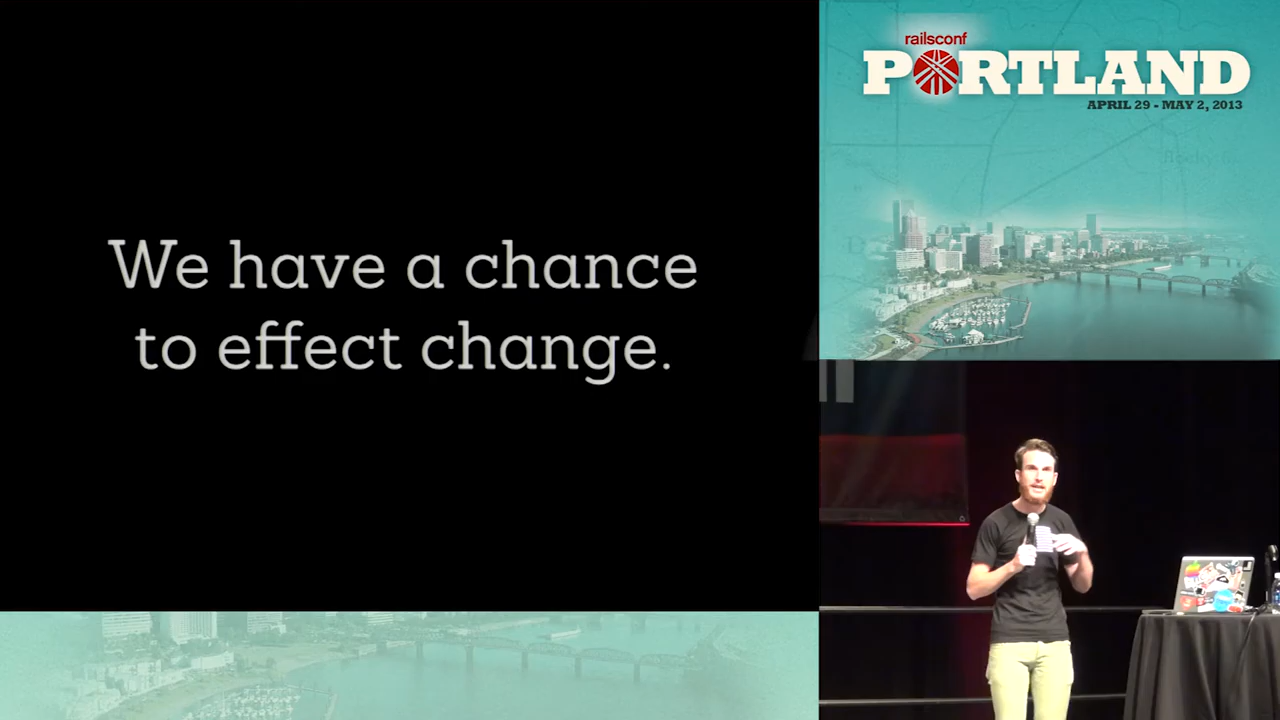 We have a chance
to effect change.
railsconf
PORTLAND
APRIL 29 - MAY 2, 2013